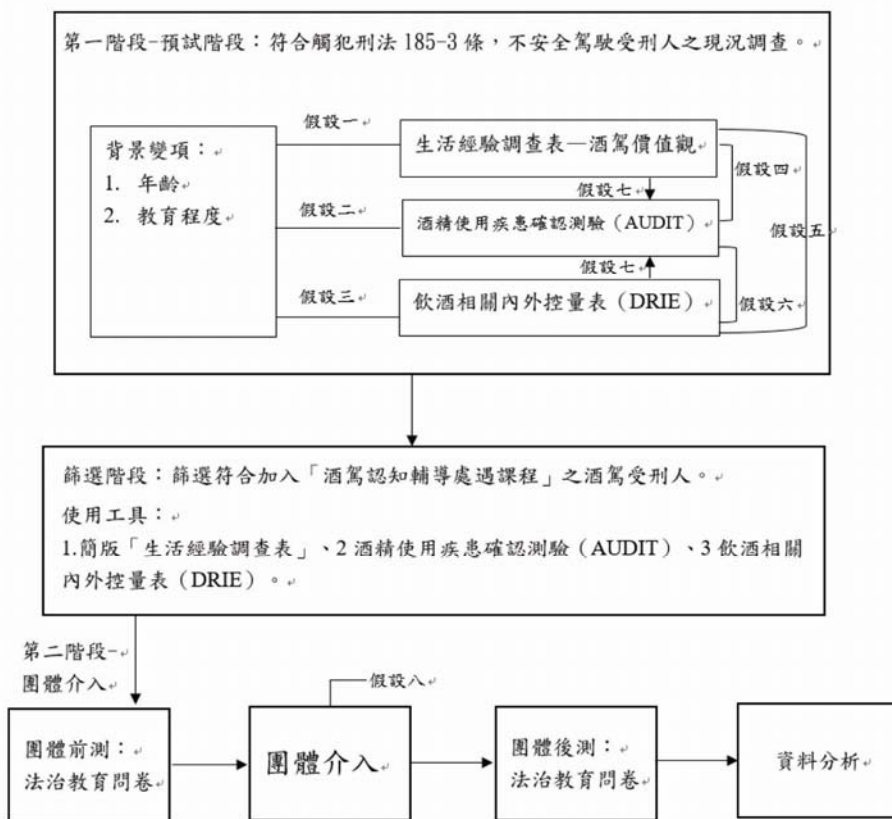 第一階段-預試階段：符合觸犯刑法 185-3 條，不安全駕駛受刑人之現況調查。
背景變項：
1. 年齡
2. 教育程度
假設一
假設二
假設三
生活經驗調查表—酒駕價值觀
假設七
酒精使用疾患確認測驗（AUDIT）
假設七
飲酒相關內外控量表（DRIE）
假設四
假設五
假設六
篩選階段：篩選符合加入「酒駕認知輔導處遇課程」之酒駕受刑人。
使用工具：
1.簡版「生活經驗調查表」、2 酒精使用疾患確認測驗（AUDIT）、3 飲酒相關
內外控量表（DRIE）。
第二階段-
團體介入
假設八
團體前測：
法治教育問卷
團體介入
團體後測：
法治教育問卷
資料分析